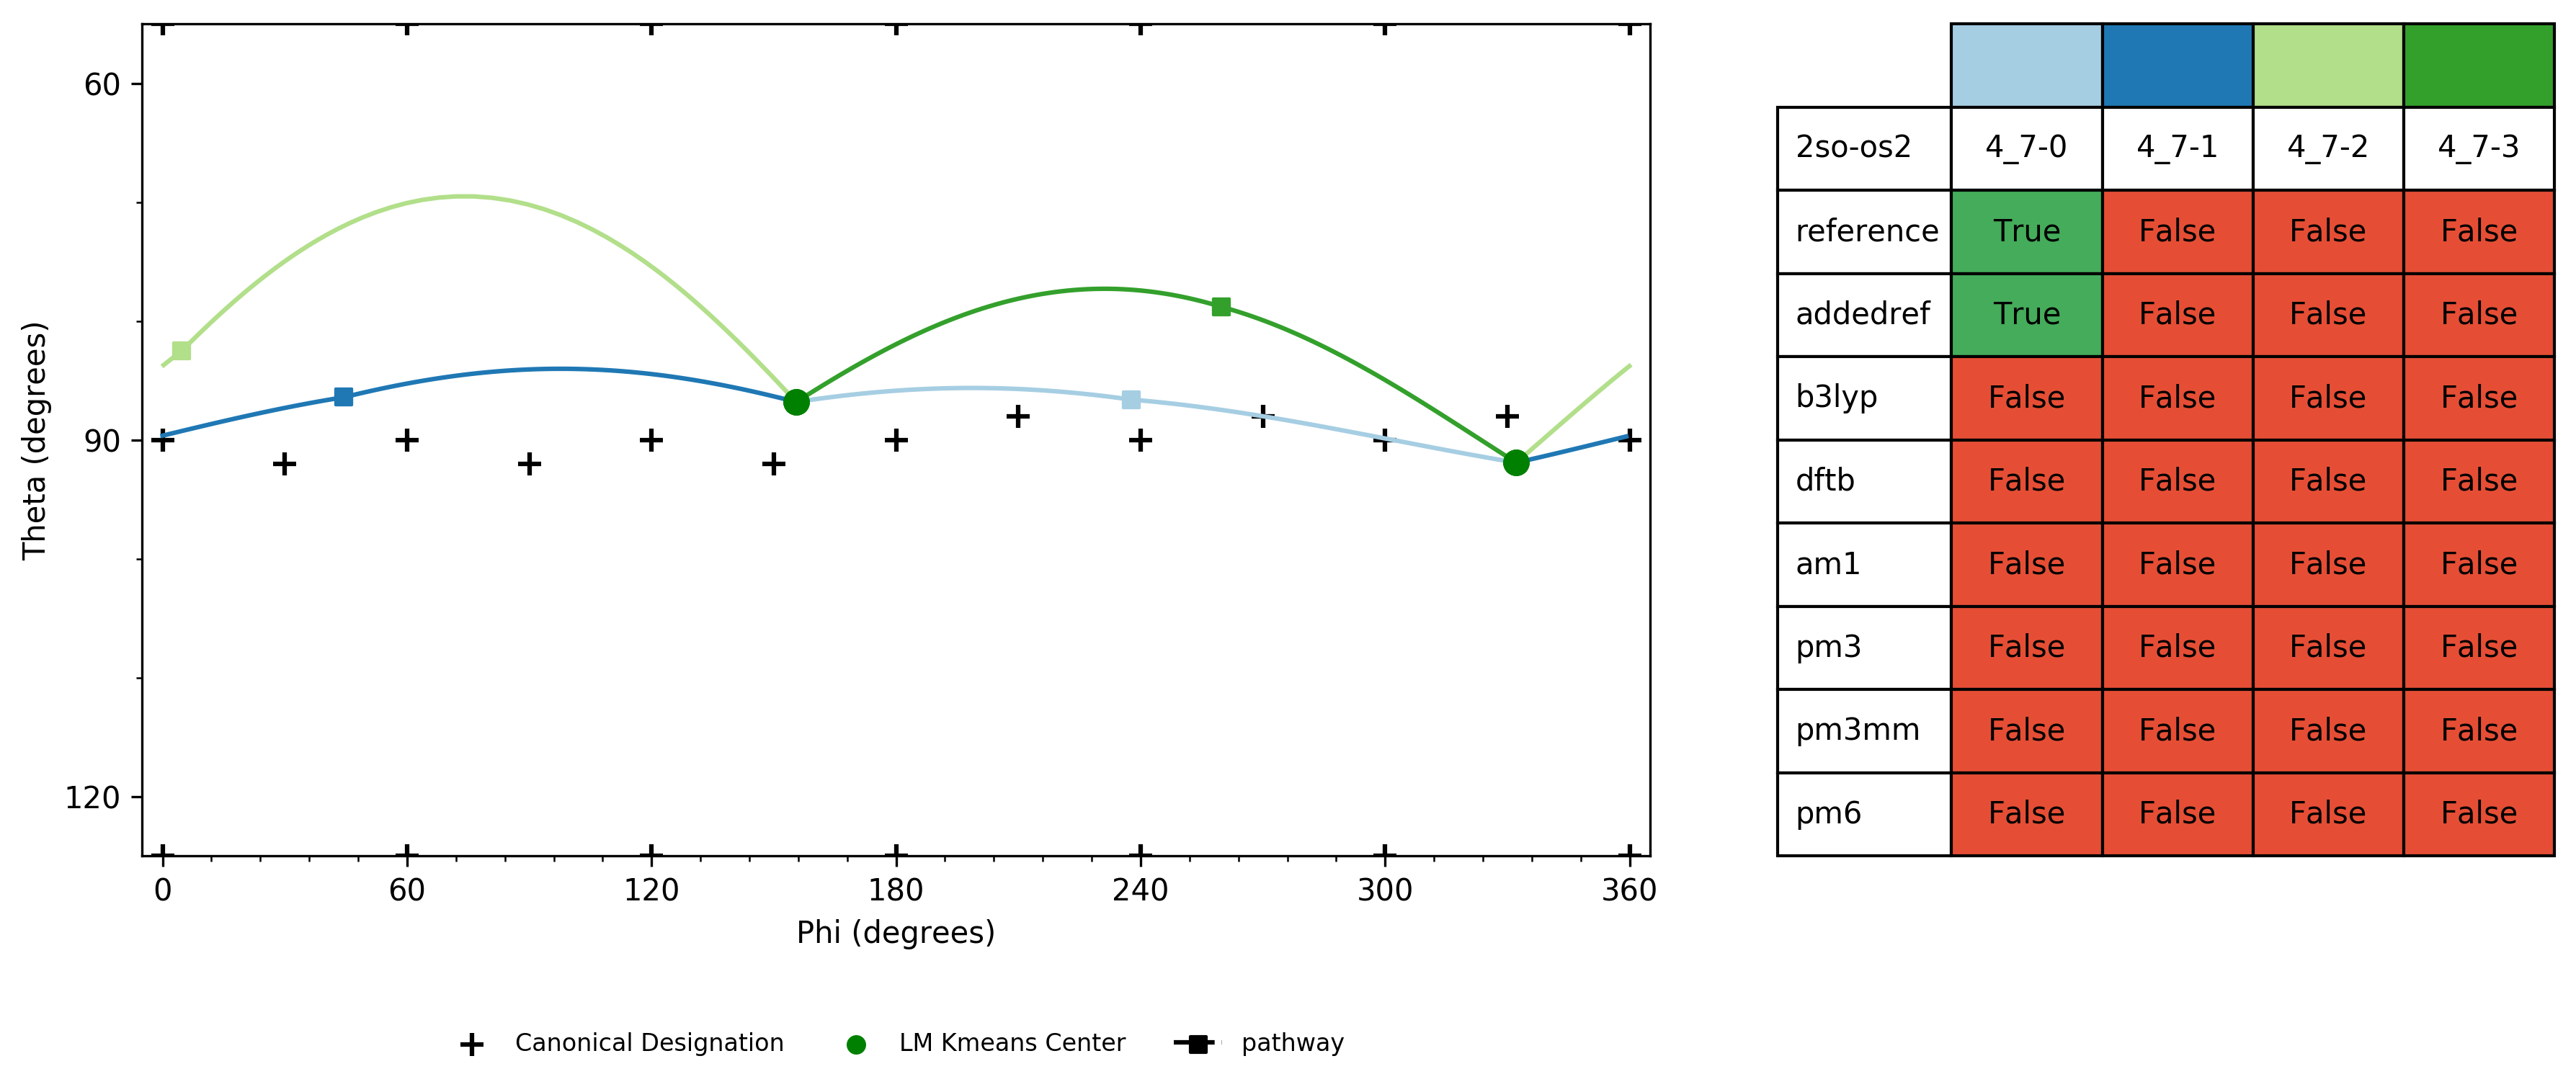 60
90
120
Theta (degrees)
0 60 120 180 240 300 360
Phi (degrees)
Canonical Designation LM Kmeans Center pathway
2so-os2 4_7-0 4_7-1 4_7-2 4_7-3
reference True False False False
addedref True False False False
b3lyp False False False False
dftb False False False False
am1 False False False False
pm3 False False False False
pm3mm False False False False
pm6 False False False False